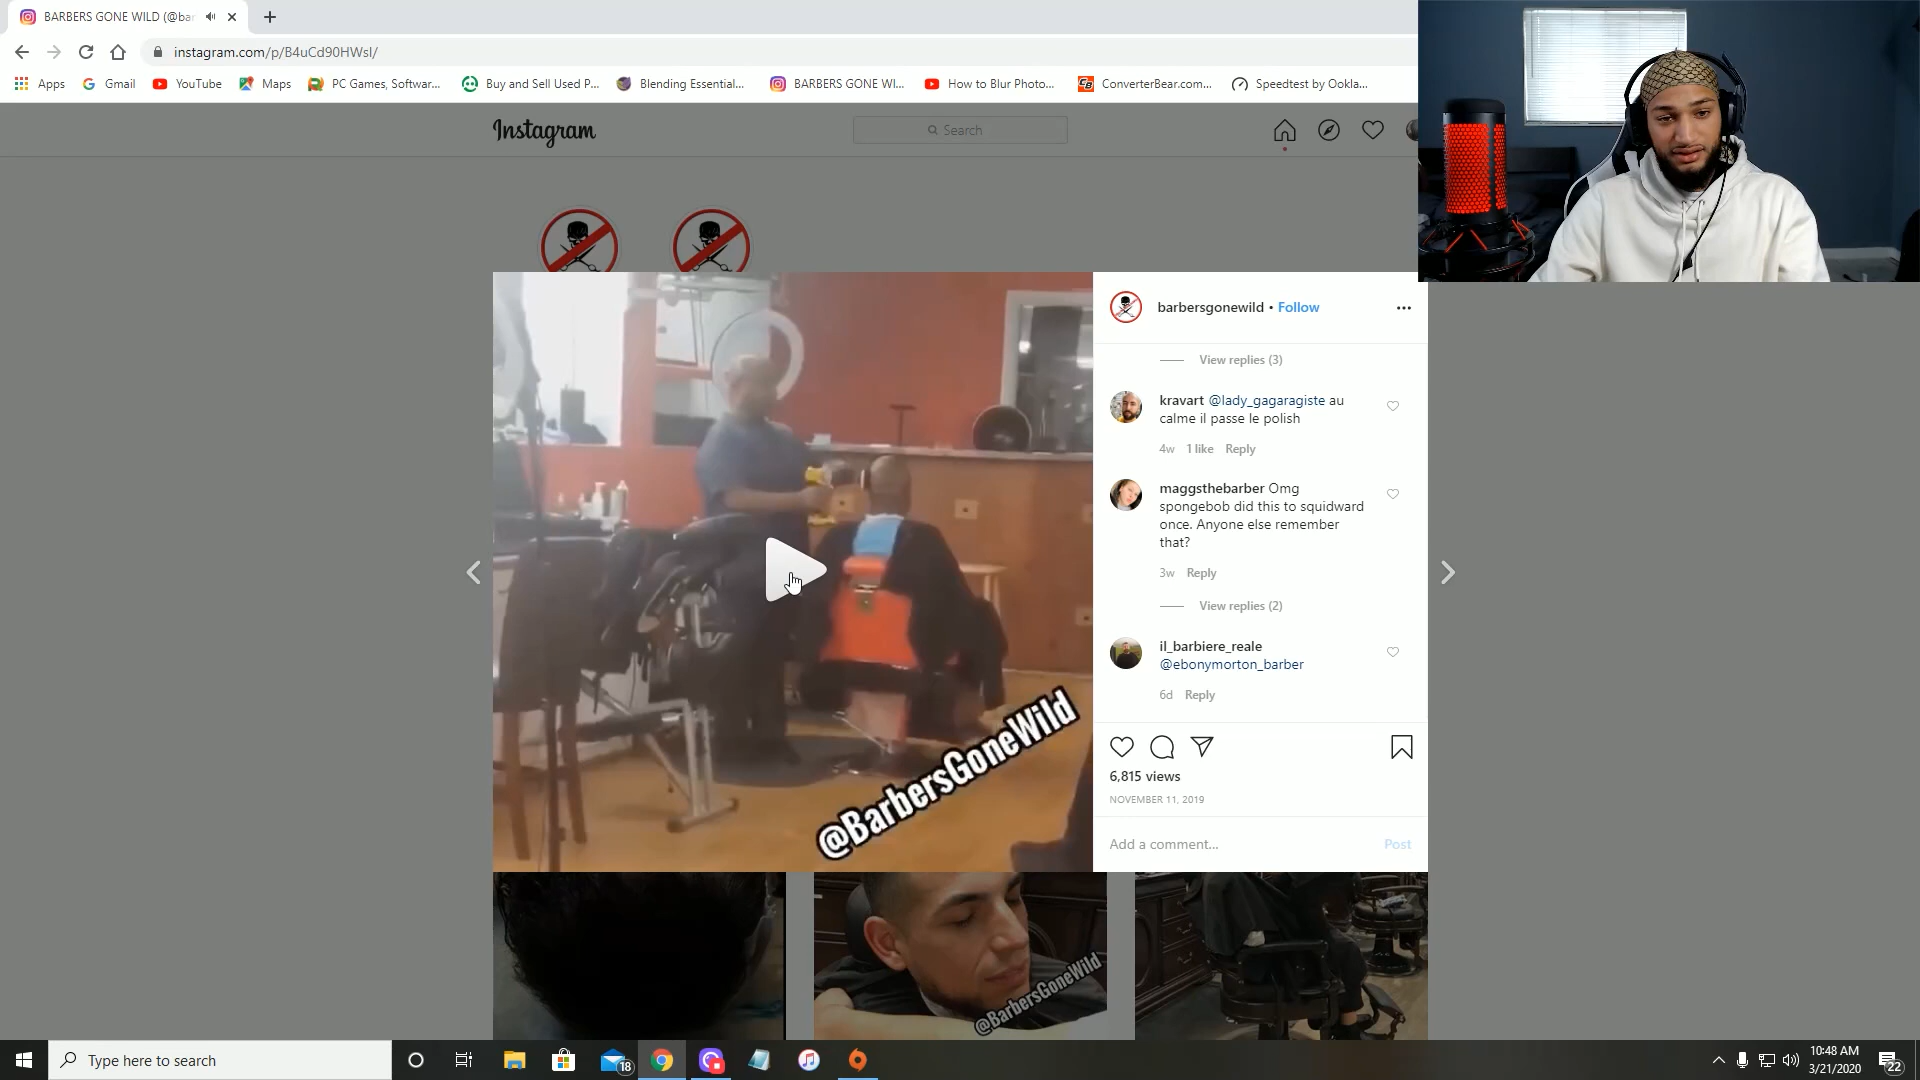 BARBERS GONE WILD (@bar
instagram.com/p/B4uCd90HWsI/
Apps
Gmail
YouTube
Maps
PC Games, Softwar...
Buy and Sell Used P...
Blending Essential...
BARBERS GONE WI...
How to Blur Photo...
ConverterBear.com...
Speedtest by Ookla...
Instagram
Search
barbersgonewild • Follow
View replies (3)
kravart @lady_gagaragiste au
calme il passe le polish
4w 1 like Reply
maggsthebarber Omg
spongebob did this to squidward
once. Anyone else remember
that?
3w Reply
View replies (2)
il_barbiere_reale
@ebonymorton_barber
6d Reply
6,815 views
NOVEMBER 11, 2019
Add a comment... Post
@BarbersGoneWild
@BarbersGoneWild
Type here to search
18
10:48 AM
3/21/2020
22